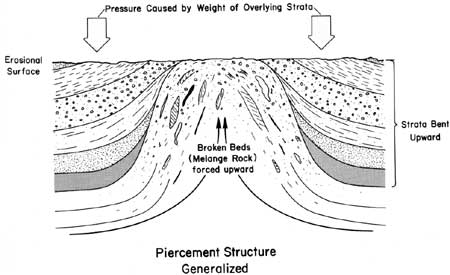 Pressure Caused by Weight of Overlying Strata
Erosional
Surface
Strata Bent
Upward
Broken Beds
(Melange Rock)
forced upward
Piercement Structure
Generalized